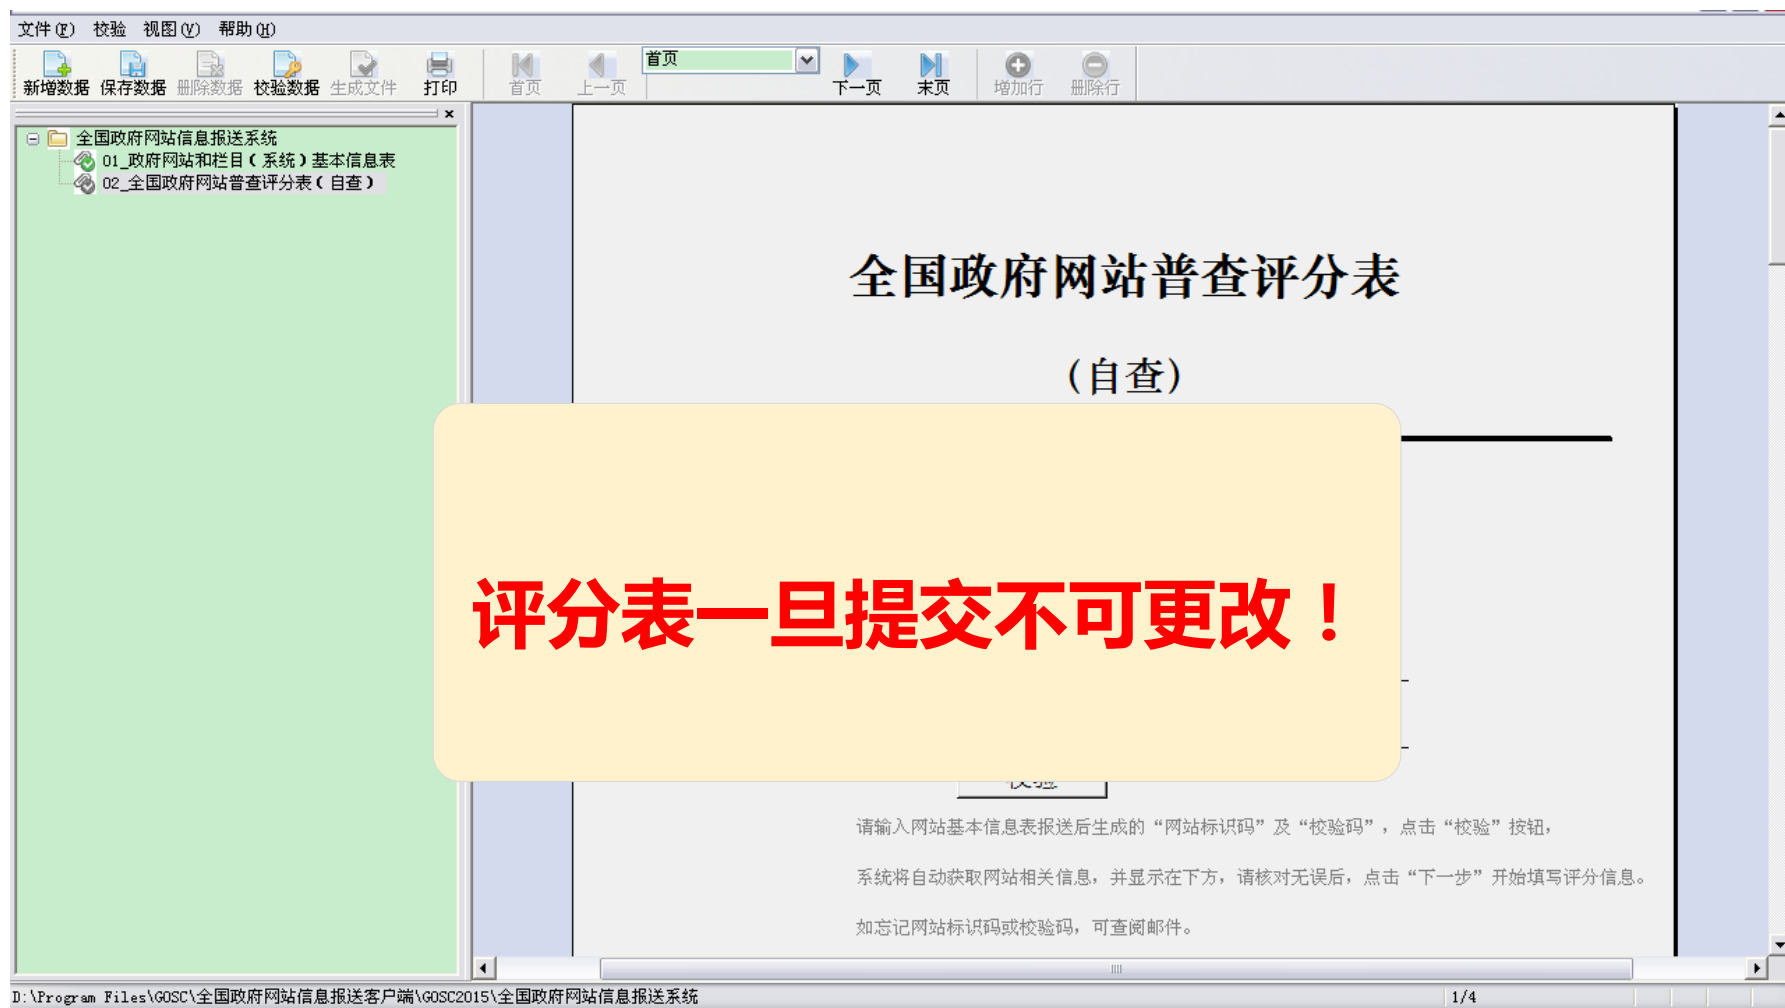 文件(F) 校验 视图(V) 帮助(H)
新增数据 保存数据 删除数据 校验数据 生成文件 打印 首页 上一页 首页 下一页 末页 增加行 删除行
全国政府网站信息报送系统
01_政府网站和栏目(系统)基本信息表
02_全国政府网站普查评分表(自查)
全国政府网站普查评分表
(自查)
评分表一旦提交不可更改！
校验
请输入网站基本信息表报送后生成的“网站标识码”及“校验码”，点击“校验”按钮，
系统将自动获取网站相关信息，并显示在下方，请核对无误后，点击“下一步”开始填写评分信息。
如忘记网站标识码或校验码，可查阅邮件。
D:\Program Files\GOSC\全国政府网站信息报送客户端\GOSC2015\全国政府网站信息报送系统 1/4